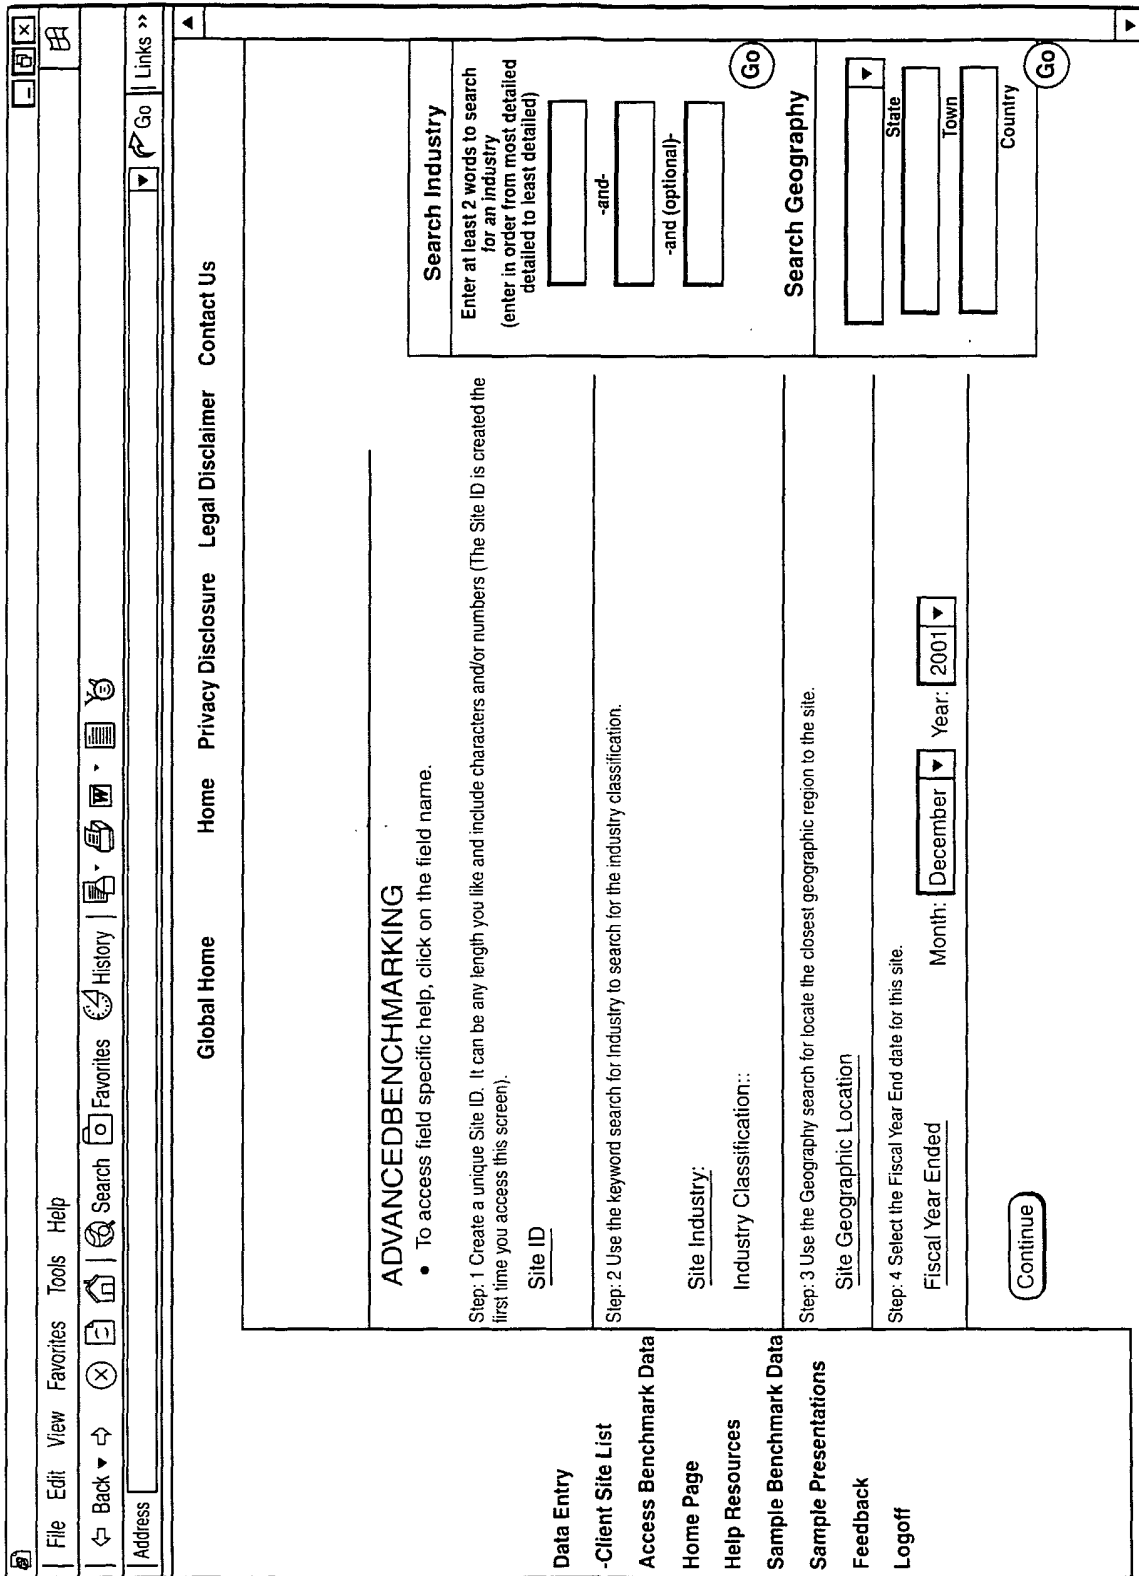 File Edit View Favorites Tools Help
Back Search Favorites History
Address Go Links »
Global Home Home Privacy Disclosure Legal Disclaimer Contact Us
Data Entry
-Client Site List
Access Benchmark Data
Home Page
Help Resources
Sample Benchmark Data
Sample Presentations
Feedback
Logoff
ADVANCEDBENCHMARKING
• To access field specific help, click on the field name.
Step: 1 Create a unique Site ID. It can be any length you like and include characters and/or numbers (The Site ID is created the
first time you access this screen).
Site ID
Step: 2 Use the keyword search for Industry to search for the industry classification.
Site Industry:
Industry Classification::
Step: 3 Use the Geography search for locate the closest geographic region to the site.
Site Geographic Location
Step: 4 Select the Fiscal Year End date for this site.
Fiscal Year Ended Month: December Year: 2001
Continue
Search Industry
Enter at least 2 words to search
for an industry
(enter in order from most detailed
detailed to least detailed)
-and-
-and (optional)-
Go
Search Geography
State
Town
Country
Go